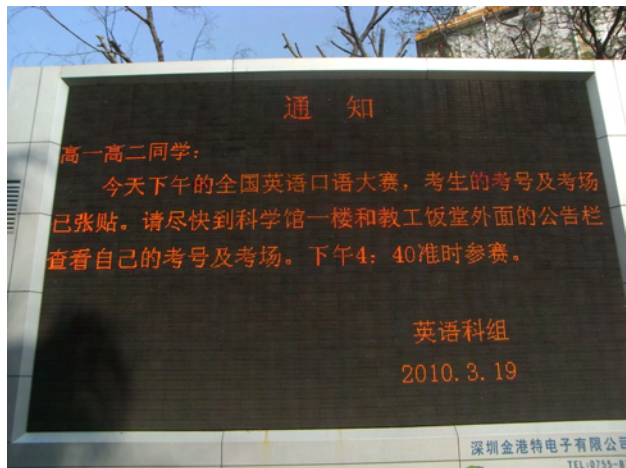 通 知
高一高二同学：
今天下午的全国英语口语大赛，考生的考号及考场
已张贴。请尽快到科学馆一楼和教工饭堂外面的公告栏
查看自己的考号及考场。下午4：40准时参赛。
英语科组
2010.3.19
深圳金港特电子有限公司
TEL:0755-8